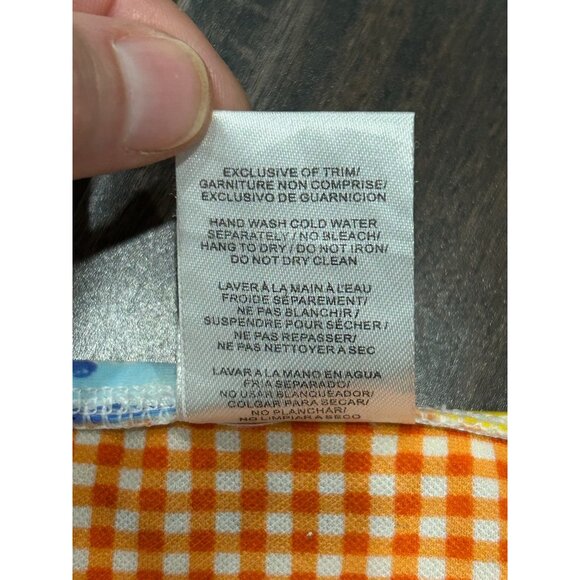 EXCLUSIVE OF TRIM/
GARNITURE NON COMPRISE/
EXCLUSIVO DE GUARNICION
HAND WASH COLD WATER
SEPARATELY / NO BLEACH/
HANG TO DRY / DO NOT IRON/
DO NOT DRY CLEAN
LAVER À LA MAIN À L'EAU
FROIDE SÉPAREMENT/
NE PAS BLANCHIR /
SUSPENDRE POUR SÉCHER /
NE PAS REPASSER/
NE PAS NETTOYER A SEC
LAVAR A LA MANO EN AGUA
FRIA SEPARADO/
NO USAR BLANQUEADOR/
COLGAR PARA SECAR/
NO PLANCHAR/
NO LIMPIAR A SECO